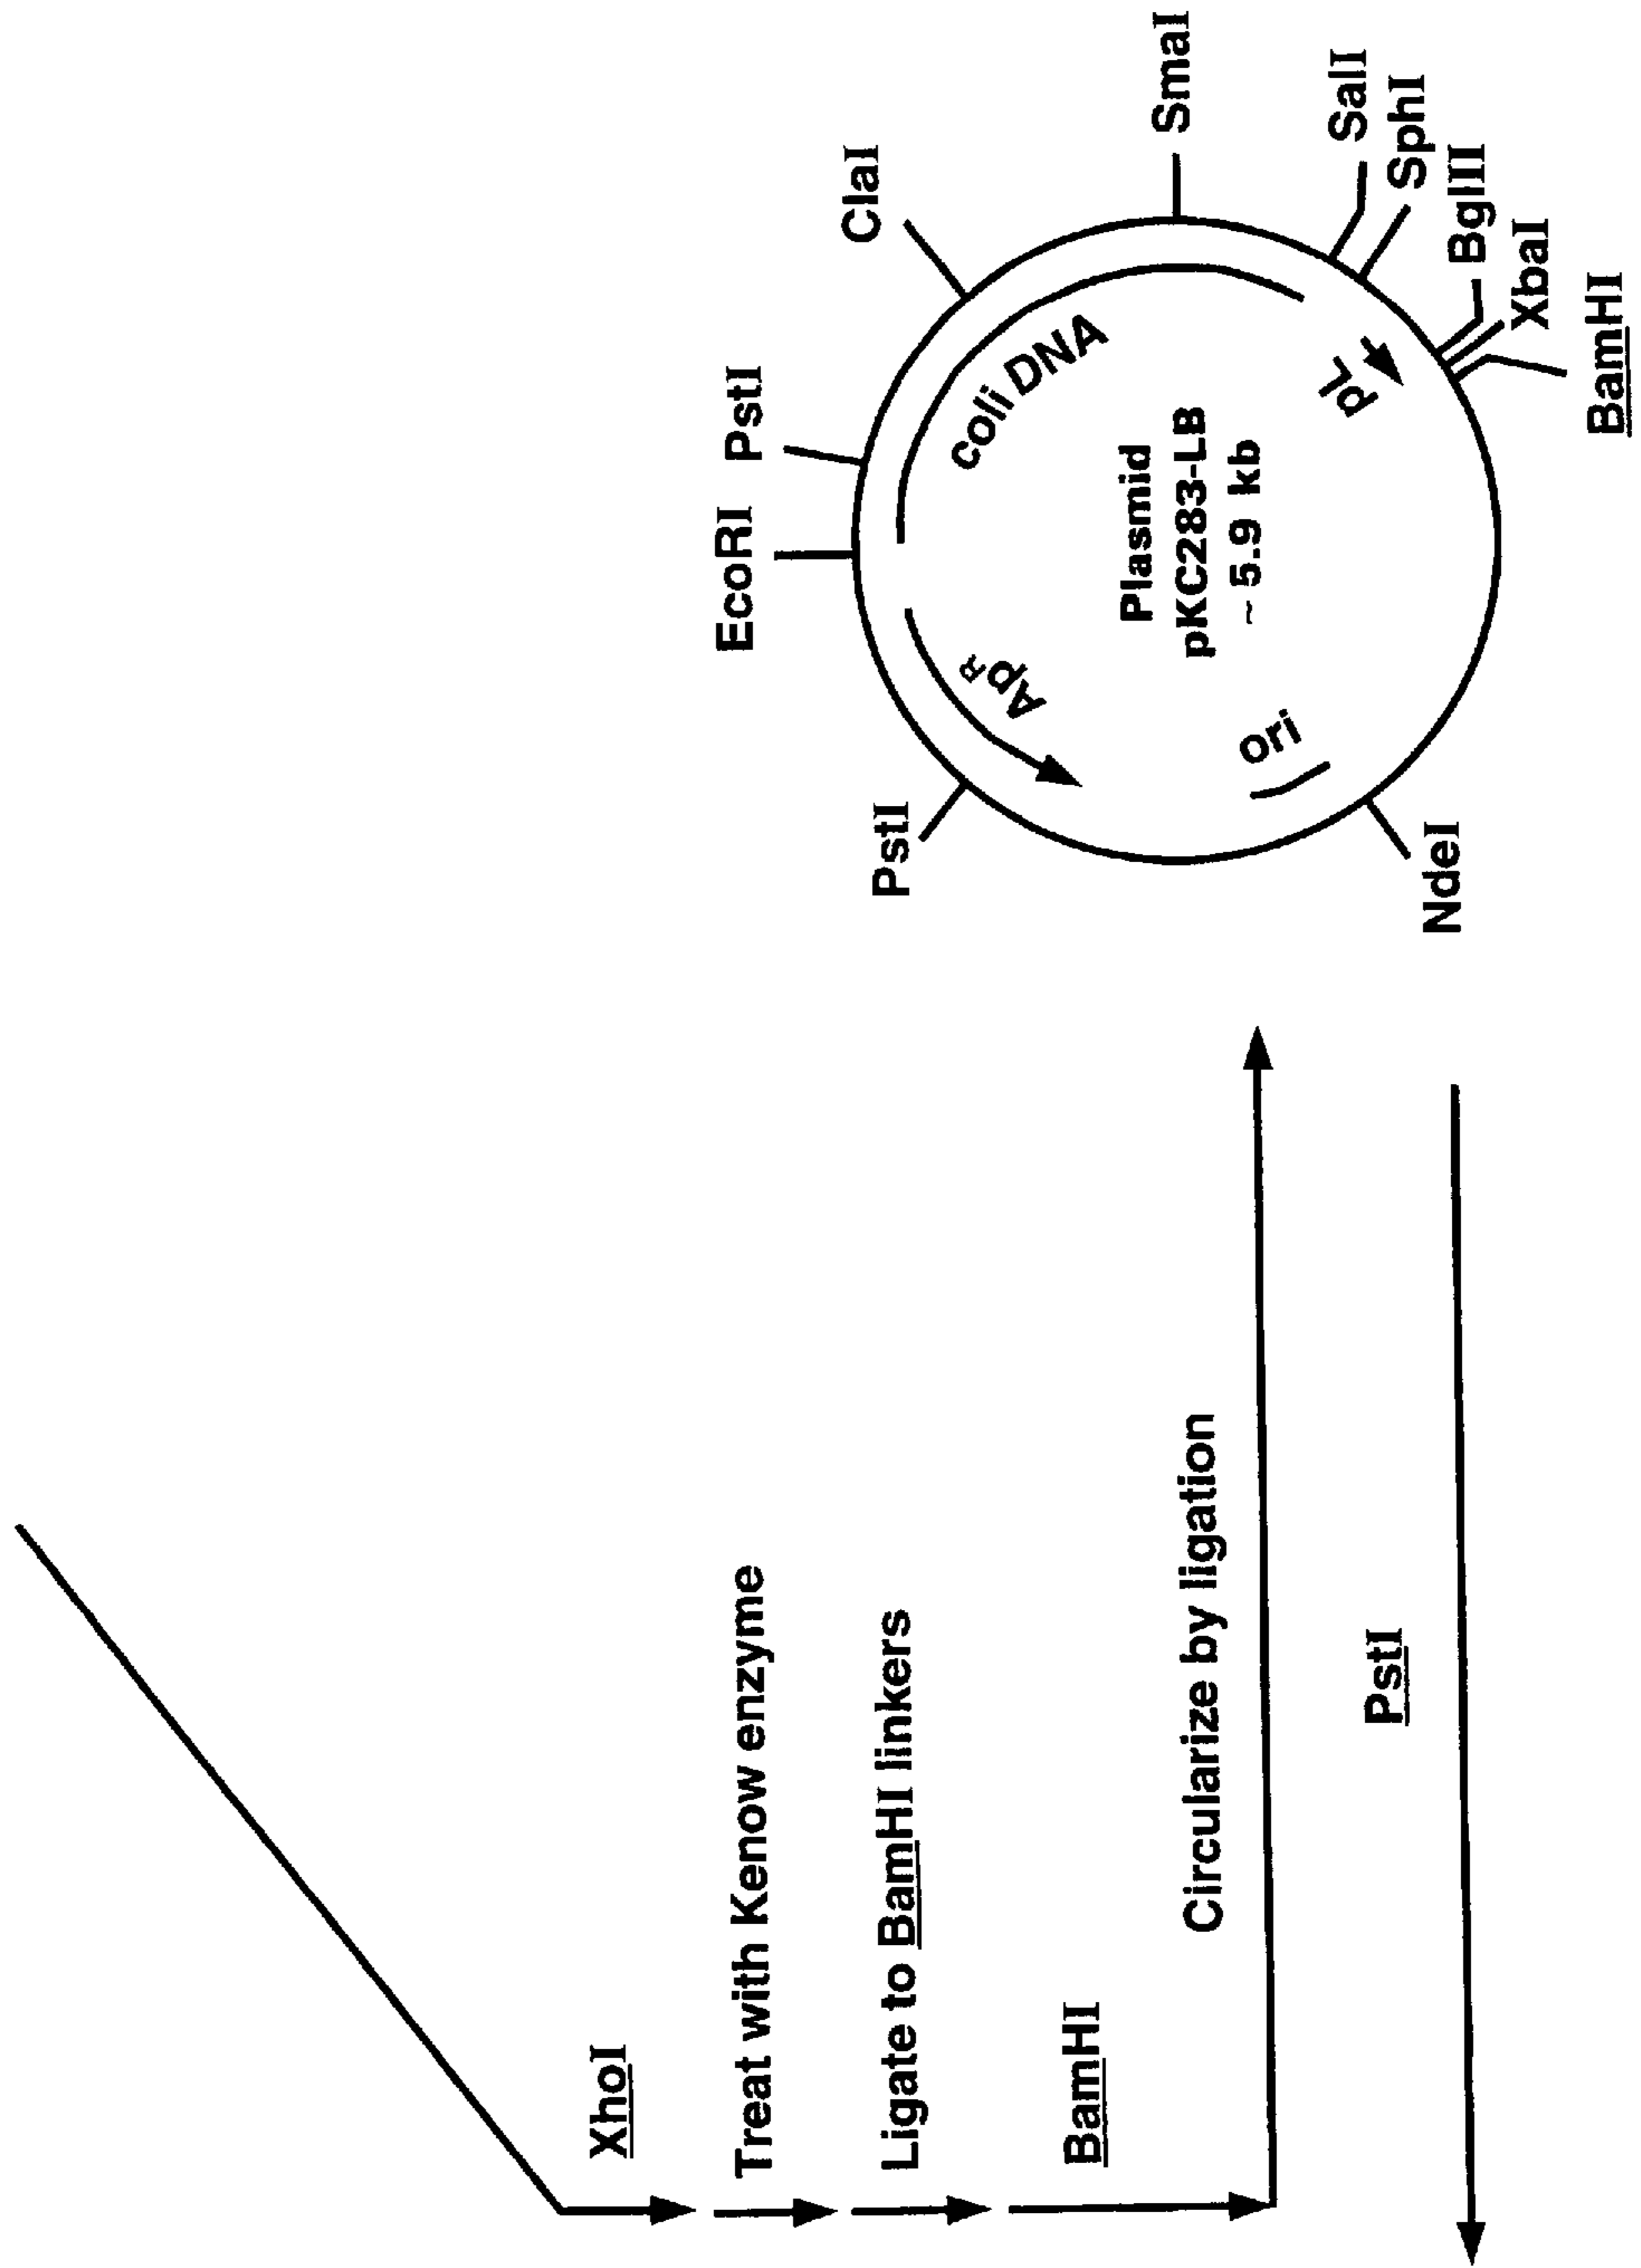 XhoI
Treat with Kenow enzyme
Ligate to BamHI linkers
BamHI
Circularize by ligation
PstI
EcoRI
PstI
ClaI
SmaI
SalI
SphI
BglII
XbaI
BamHI
NdeI
PstI
ApR
coli DNA
pL
ori
Plasmid
pKC283-LB
~ 5.9 kb